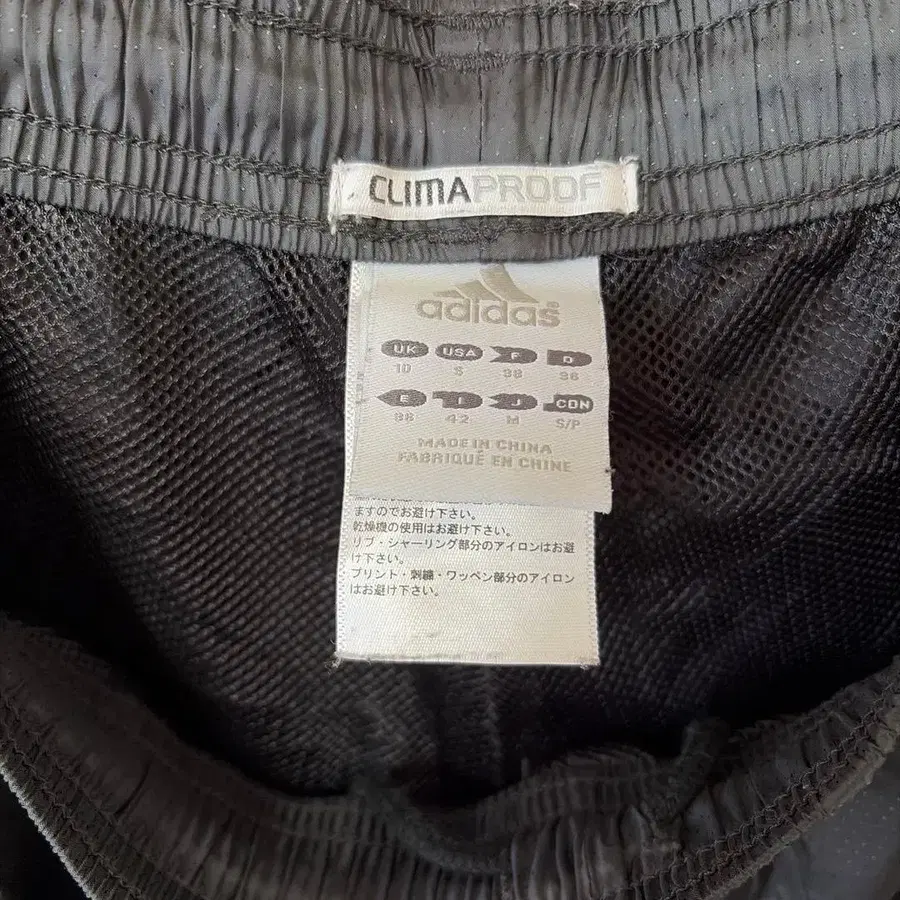 CLIMAPROOF
adidas®
UK USA F D
10 S 38 36
E I J CDN
38 42 M S/P
MADE IN CHINA
FABRIQUÉ EN CHINE
ますのでお避け下さい。
乾燥機の使用はお避け下さい。
リブ・シャーリング部分のアイロンはお避
け下さい。
プリント・刺繍・ワッペン部分のアイロン
はお避け下さい。